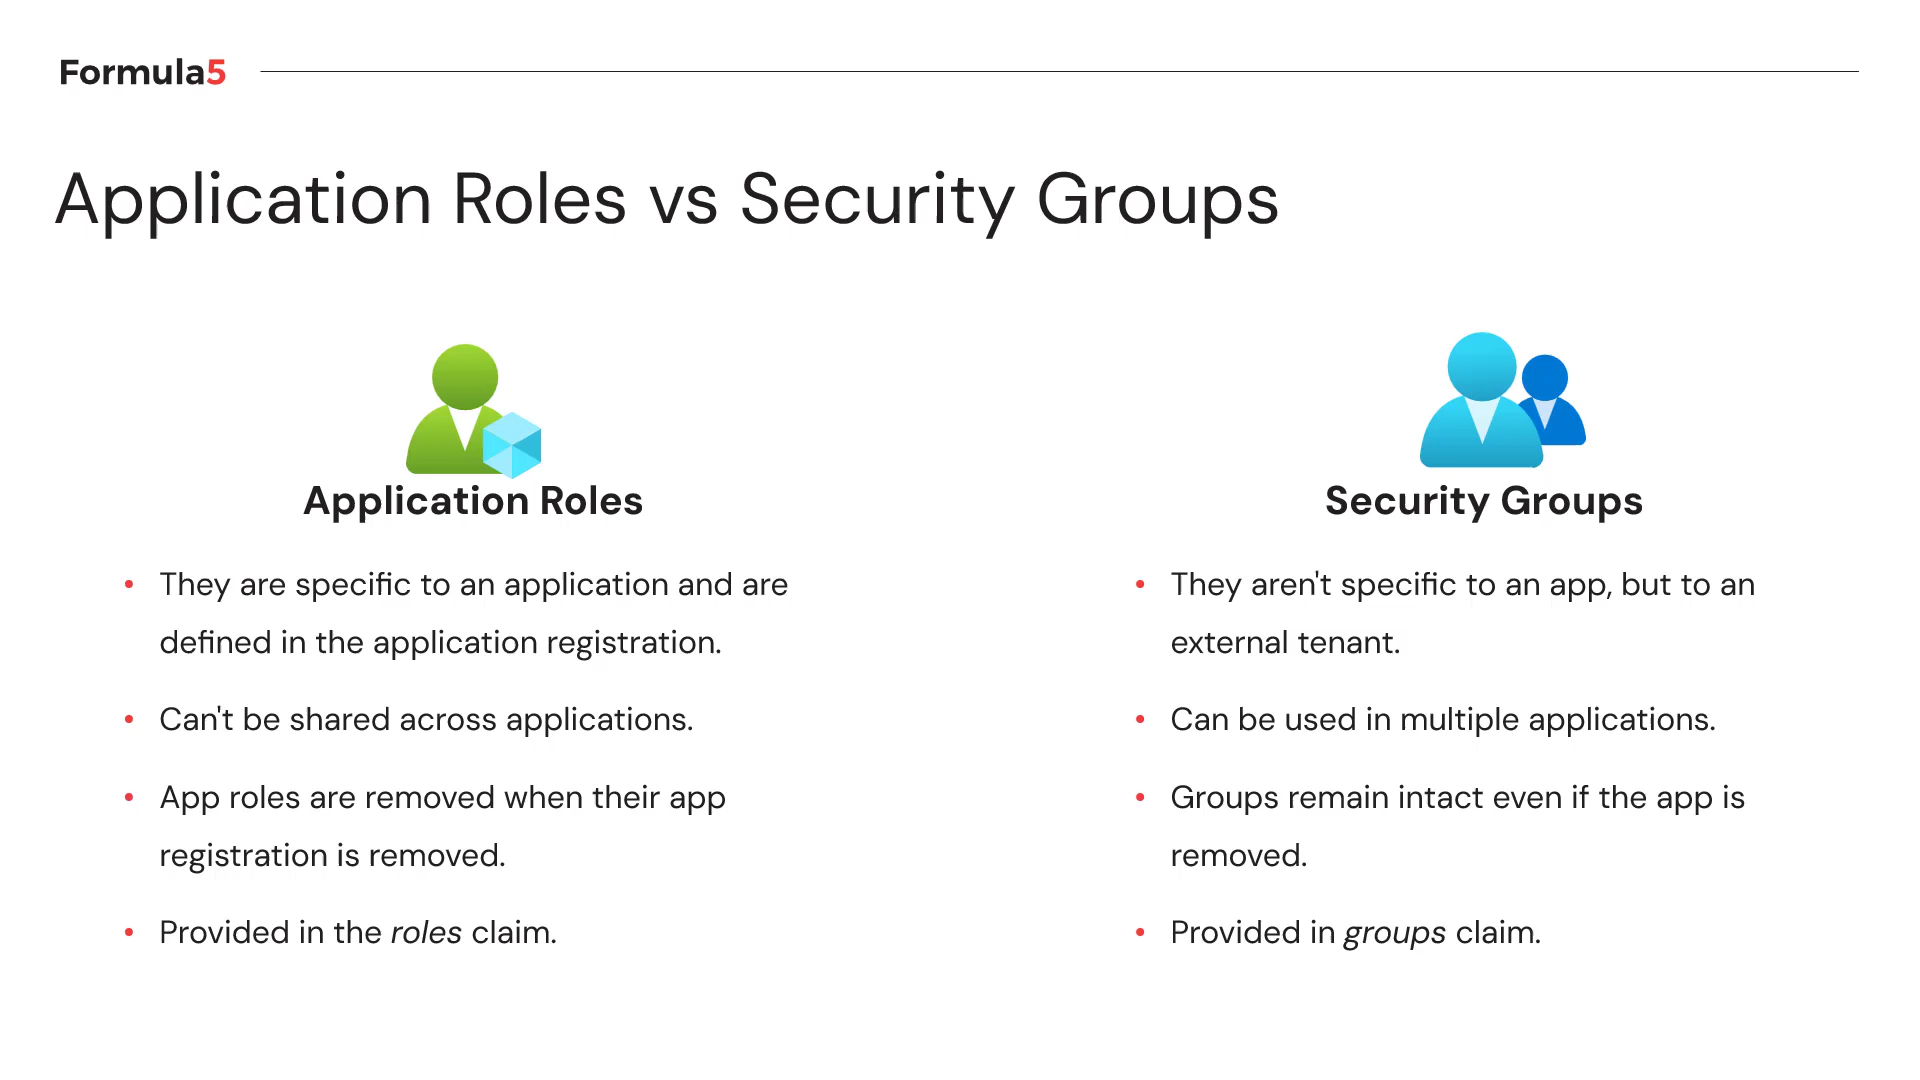 Formula5
Application Roles vs Security Groups
Application Roles
• They are specific to an application and are
defined in the application registration.
• Can't be shared across applications.
• App roles are removed when their app
registration is removed.
• Provided in the roles claim.
Security Groups
• They aren't specific to an app, but to an
external tenant.
• Can be used in multiple applications.
• Groups remain intact even if the app is
removed.
• Provided in groups claim.